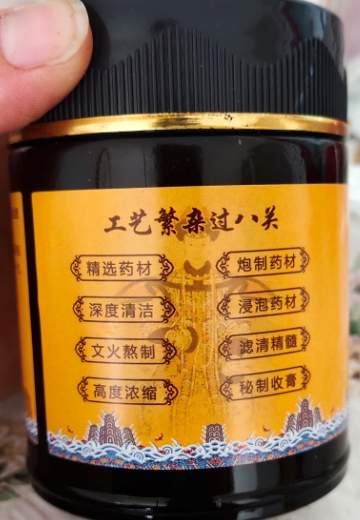 工艺繁杂过八关
精选药材 炮制药材
深度清洁 浸泡药材
文火熬制 滤清精髓
高度浓缩 秘制收膏